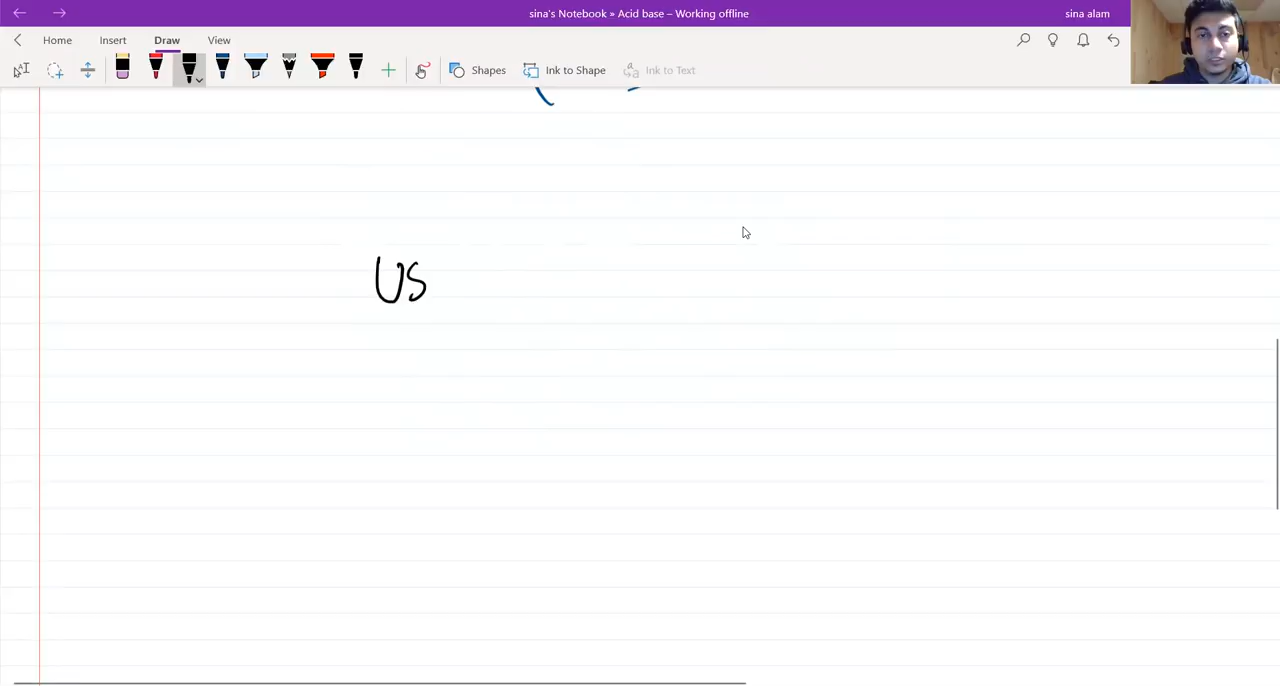 sina's Notebook » Acid base – Working offline
sina alam
Home Insert Draw View
Shapes Ink to Shape Ink to Text
US